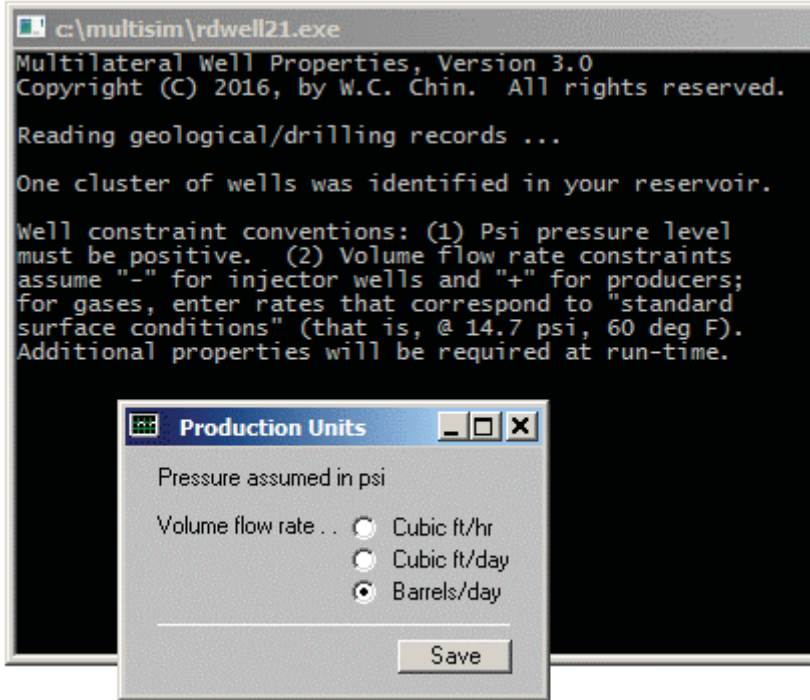 c:\multisim\rdwell21.exe
Multilateral Well Properties, Version 3.0
Copyright (C) 2016, by W.C. Chin.  All rights reserved.
Reading geological/drilling records ...
One cluster of wells was identified in your reservoir.
Well constraint conventions: (1) Psi pressure level
must be positive.  (2) Volume flow rate constraints
assume "-" for injector wells and "+" for producers;
for gases, enter rates that correspond to "standard
surface conditions" (that is, @ 14.7 psi, 60 deg F).
Additional properties will be required at run-time.
Production Units
Pressure assumed in psi
Volume flow rate . . Cubic ft/hr
Cubic ft/day
Barrels/day
Save